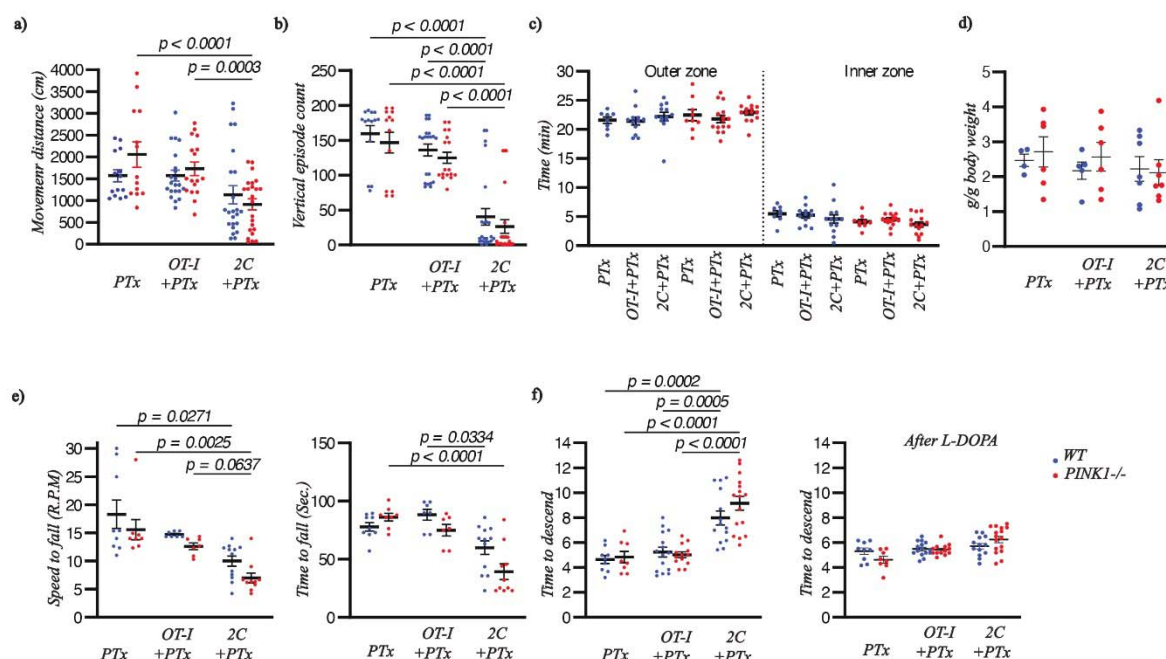 a)
p < 0.0001
p = 0.0003
Movemenr distance (cm)
4000
3500
3000
2500
2000
1500
1000
500
0
PTx
OT-I
+PTx
2C
+PTx
b)
p < 0.0001
p < 0.0001
p < 0.0001
p < 0.0001
Vertical episode count
250
200
150
100
50
0
PTx
OT-I
+PTx
2C
+PTx
c)
Outer zone
Inner zone
Time (min)
30
25
20
15
10
5
0
PTx
OT-I+PTx
2C+PTx
PTx
OT-I+PTx
2C+PTx
PTx
OT-I+PTx
2C+PTx
PTx
OT-I+PTx
2C+PTx
d)
g/g body weight
5
4
3
2
1
0
PTx
OT-I
+PTx
2C
+PTx
e)
p = 0.0271
p = 0.0025
p = 0.0637
Speed to fall (R.P.M)
30
25
20
15
10
5
0
PTx
OT-I
+PTx
2C
+PTx
p = 0.0334
p < 0.0001
Time to fall (Sec.)
150
100
50
0
PTx
OT-I
+PTx
2C
+PTx
f)
p = 0.0002
p = 0.0005
p < 0.0001
p < 0.0001
Time to descend
14
12
10
8
6
4
2
0
PTx
OT-I
+PTx
2C
+PTx
After L-DOPA
Time to descend
14
12
10
8
6
4
2
0
PTx
OT-I
+PTx
2C
+PTx
WT
PINK1-/-